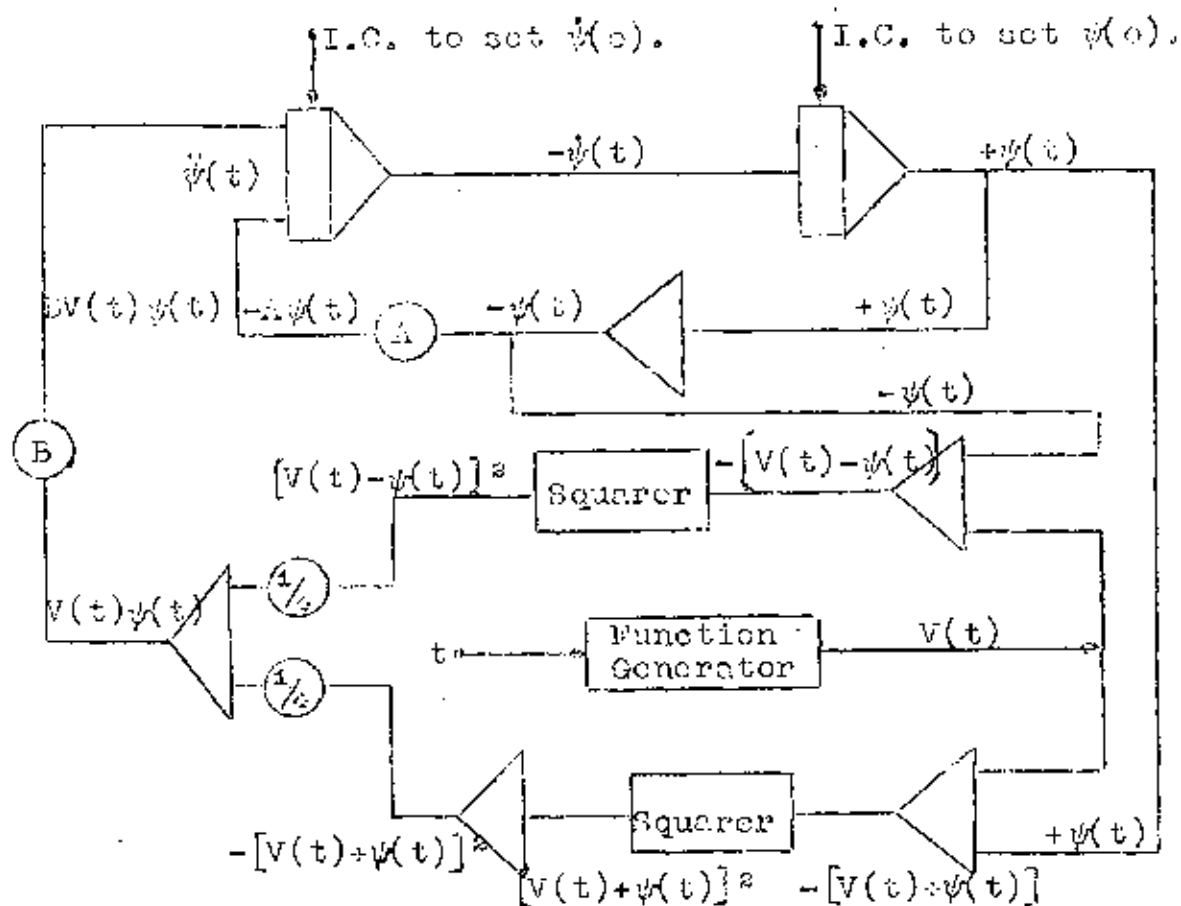 I.C. to set ψ̇(o).
I.C. to set ψ(o).
ψ̈(t)
-ψ̇(t)
+ψ(t)
BV(t)ψ(t)
-Aψ(t)
A
-ψ(t)
+ψ(t)
-ψ(t)
B
[V(t)-ψ(t)]²
Squarer
-[V(t)-ψ(t)]
1/4
V(t)ψ(t)
t
Function
Generator
V(t)
1/4
Squarer
+ψ(t)
-[V(t)+ψ(t)]²
[V(t)+ψ(t)]²
-[V(t)+ψ(t)]